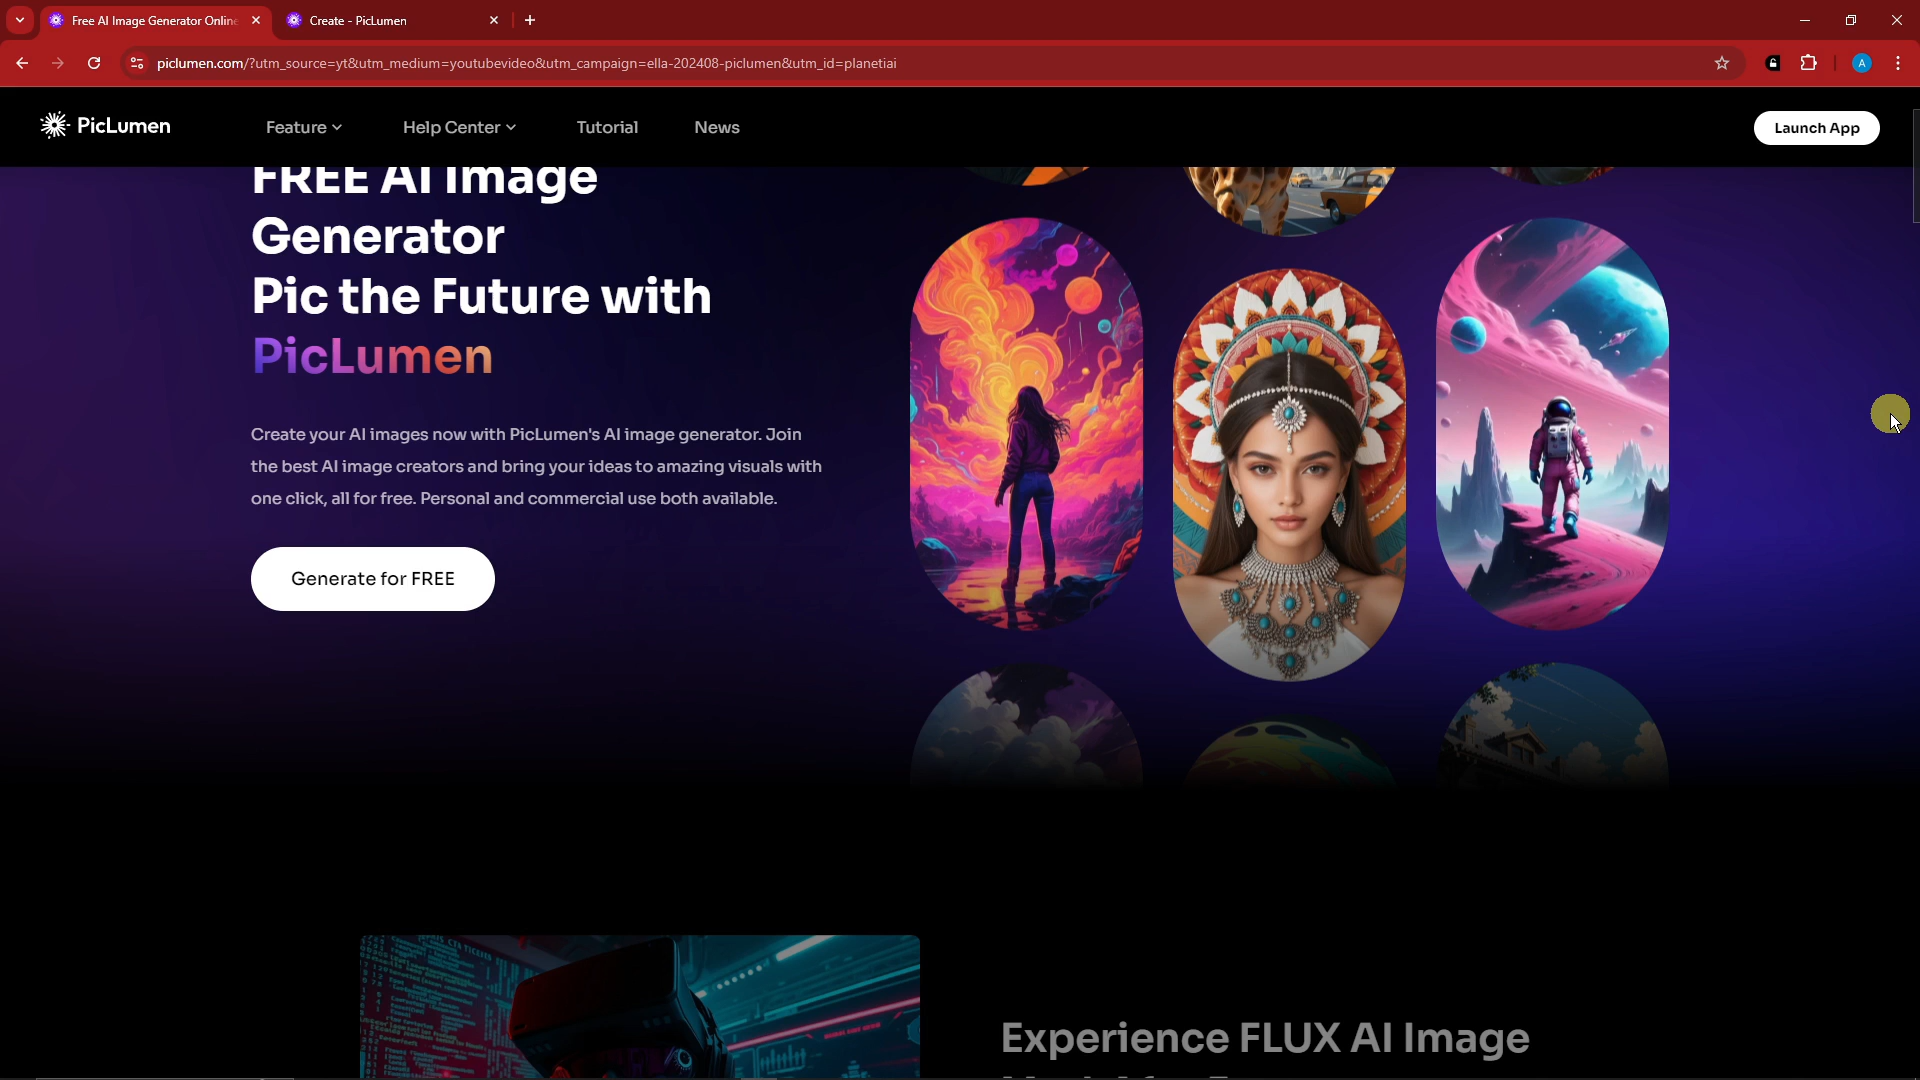 Free AI Image Generator Online
Create - PicLumen
piclumen.com/?utm_source=yt&utm_medium=youtubevideo&utm_campaign=ella-202408-piclumen&utm_id=planetiai
A
PicLumen
Feature
Help Center
Tutorial
News
Launch App
FREE AI Image
Generator
Pic the Future with
PicLumen
Create your AI images now with PicLumen's AI image generator. Join
the best AI image creators and bring your ideas to amazing visuals with
one click, all for free. Personal and commercial use both available.
Generate for FREE
Experience FLUX AI Image